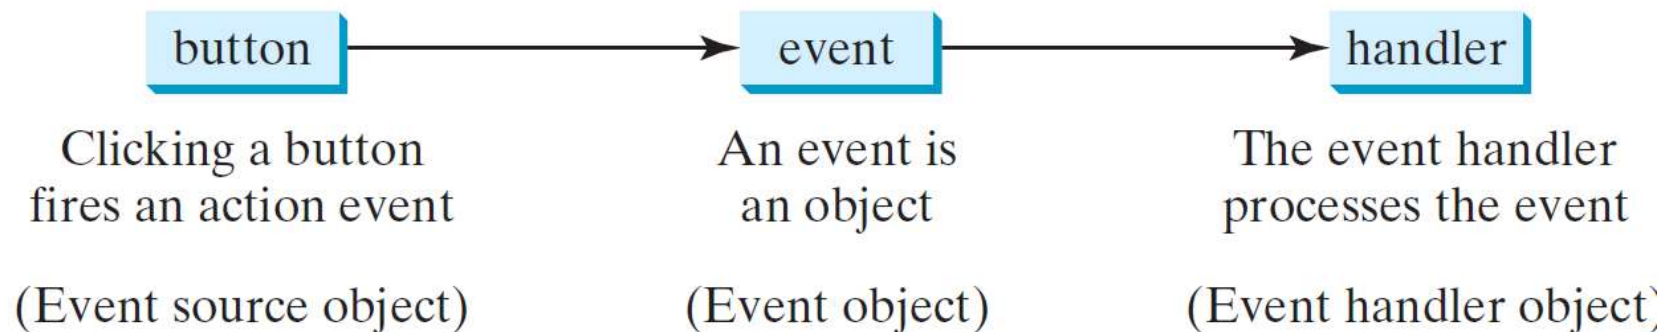 button
event
handler
Clicking a button
fires an action event
An event is
an object
The event handler
processes the event
(Event source object)
(Event object)
(Event handler object)